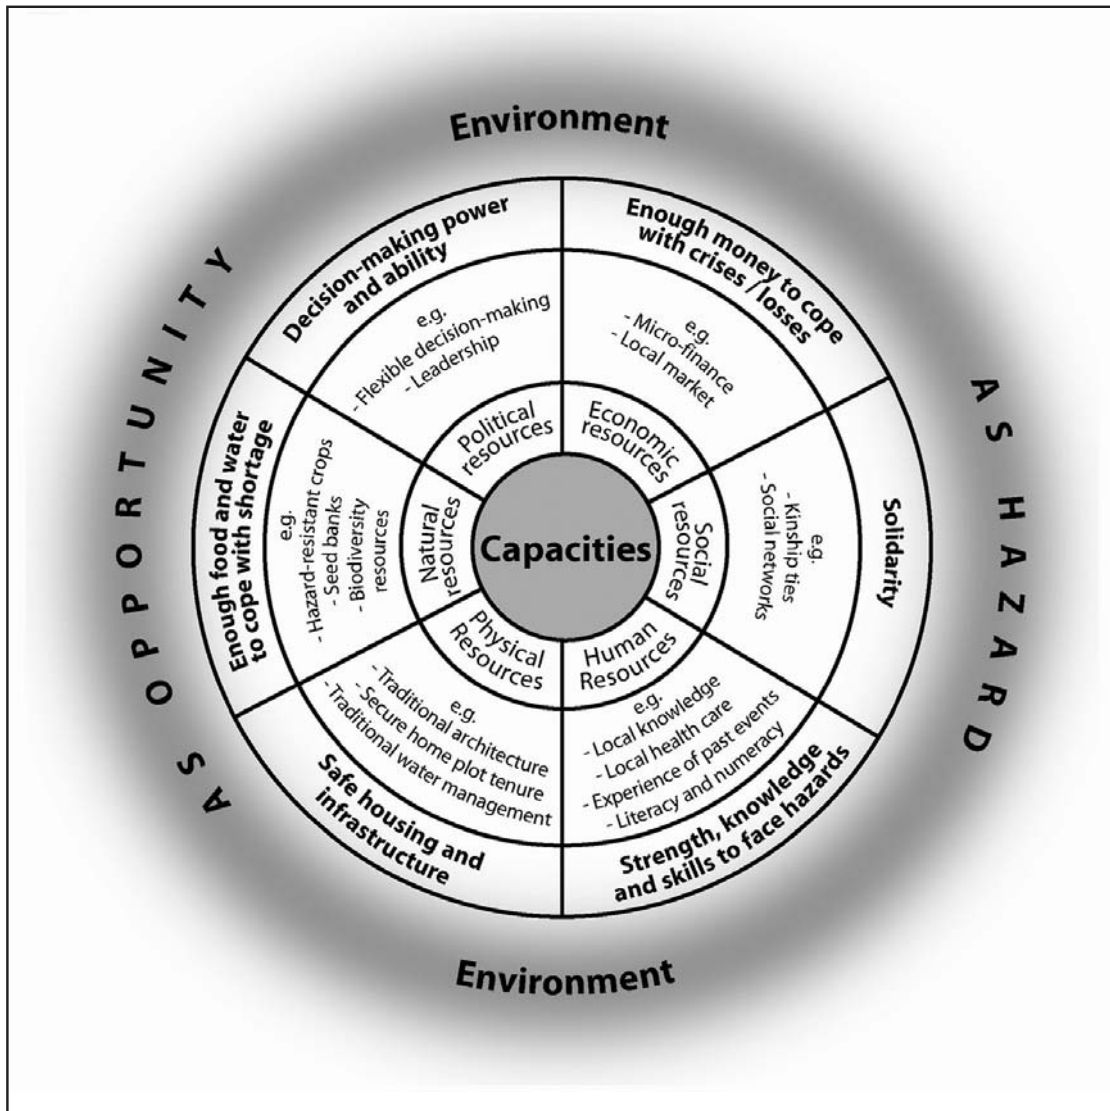 Environment
AS OPPORTUNITY
AS HAZARD
Decision-making power
and ability
e.g.
- Flexible decision-making
- Leadership
Political
resources
Enough money to cope
with crises / losses
e.g.
- Micro-finance
- Local market
Economic
resources
Solidarity
e.g.
- Kinship ties
- Social networks
Social
resources
Strength, knowledge
and skills to face hazards
e.g.
- Local knowledge
- Local health care
- Experience of past events
- Literacy and numeracy
Human
Resources
Safe housing and
infrastructure
e.g.
- Traditional architecture
- Secure home plot tenure
- Traditional water management
Physical
Resources
Enough food and water
to cope with shortage
e.g.
- Hazard-resistant crops
- Seed banks
- Biodiversity
resources
Natural
resources
Capacities
Environment